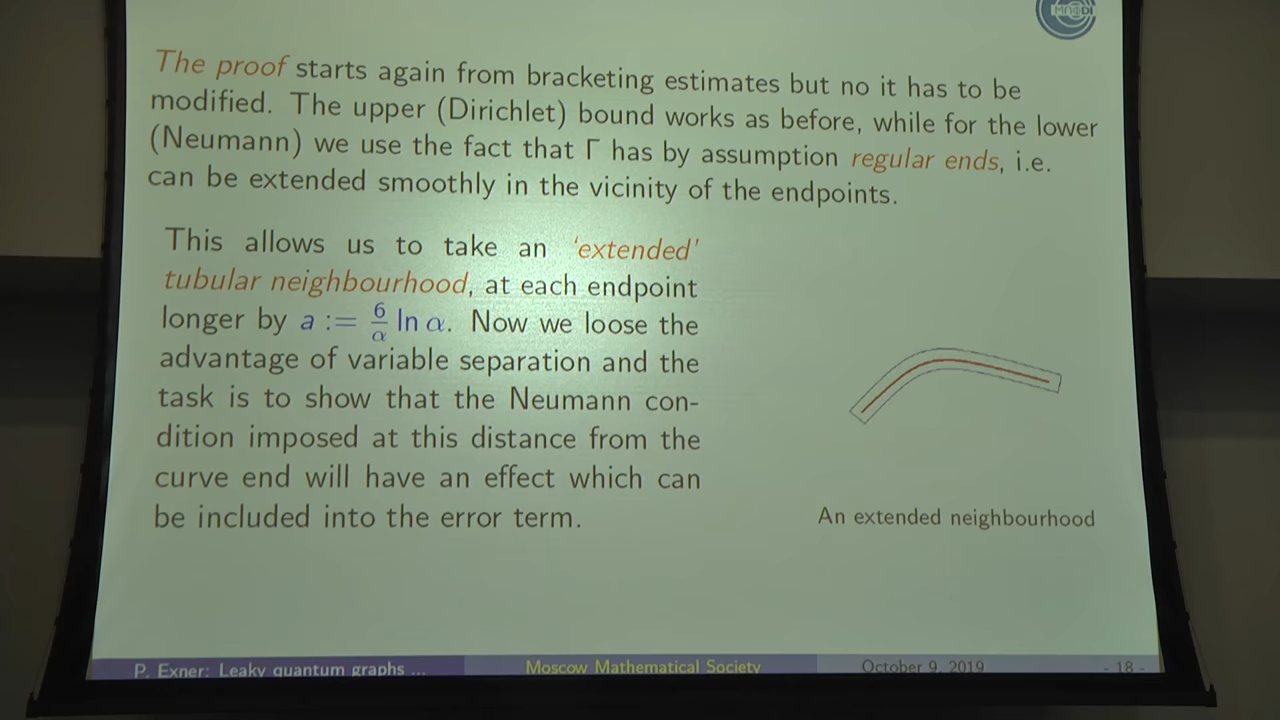 The proof starts again from bracketing estimates but no it has to be
modified. The upper (Dirichlet) bound works as before, while for the lower
(Neumann) we use the fact that Γ has by assumption regular ends, i.e.
can be extended smoothly in the vicinity of the endpoints.
This allows us to take an ‘extended’
tubular neighbourhood, at each endpoint
longer by a := 6/α ln α. Now we loose the
advantage of variable separation and the
task is to show that the Neumann con-
dition imposed at this distance from the
curve end will have an effect which can
be included into the error term.
An extended neighbourhood
P. Exner: Leaky quantum graphs ...
Moscow Mathematical Society
October 9, 2019
- 18 -